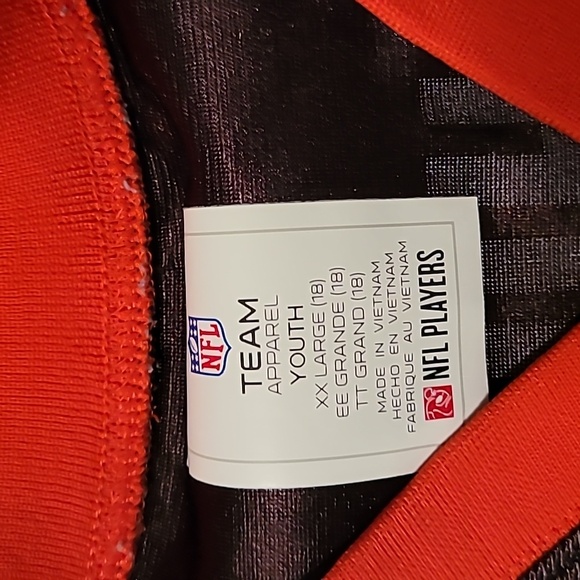 NFL
TEAM
APPAREL
YOUTH
XX LARGE (18)
EE GRANDE (18)
TT GRAND (18)
MADE IN VIETNAM
HECHO EN VIETNAM
FABRIQUE AU VIETNAM
NFL PLAYERS